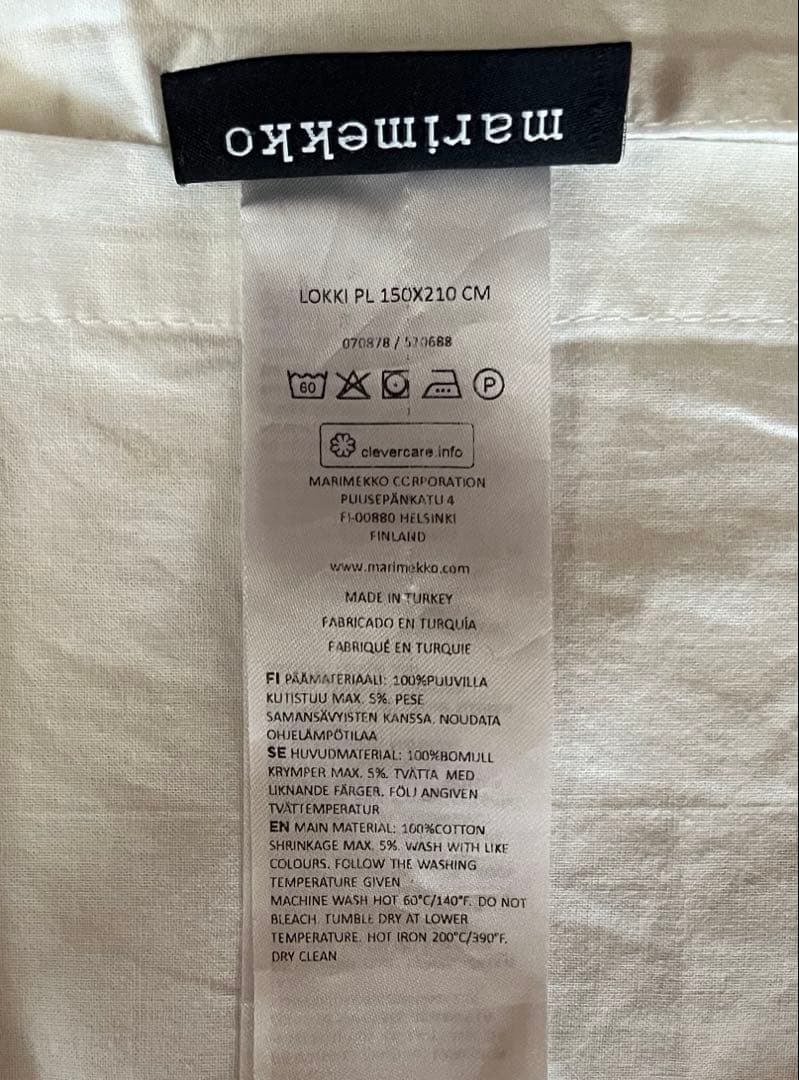 marimekko
LOKKI PL 150X210 CM
070878 / 520688
60 P
clevercare.info
MARIMEKKO CORPORATION
PUUSEPÄNKATU 4
FI-00880 HELSINKI
FINLAND
www.marimekko.com
MADE IN TURKEY
FABRICADO EN TURQUÍA
FABRIQUÉ EN TURQUIE
FI PÄÄMATERIAALI: 100%PUUVILLA
KUTISTUU MAX. 5%. PESE
SAMANSÄVYISTEN KANSSA. NOUDATA
OHJELÄMPÖTILAA
SE HUVUDMATERIAL: 100%BOMULL
KRYMPER MAX. 5%. TVÄTTA MED
LIKNANDE FÄRGER. FÖLJ ANGIVEN
TVÄTTEMPERATUR
EN MAIN MATERIAL: 100%COTTON
SHRINKAGE MAX. 5%. WASH WITH LIKE
COLOURS. FOLLOW THE WASHING
TEMPERATURE GIVEN
MACHINE WASH HOT 60°C/140°F. DO NOT
BLEACH. TUMBLE DRY AT LOWER
TEMPERATURE. HOT IRON 200°C/390°F.
DRY CLEAN